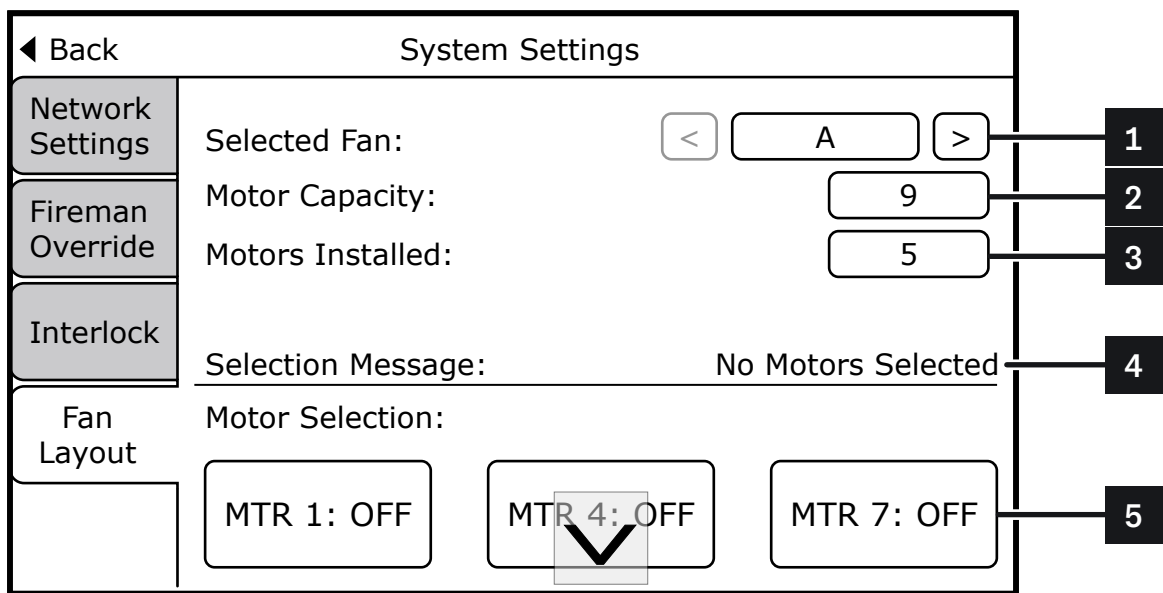 Back
System Settings
Network
Settings
Fireman
Override
Interlock
Fan
Layout
Selected Fan:
<
A
>
1
Motor Capacity:
9
2
Motors Installed:
5
3
Selection Message:
No Motors Selected
4
Motor Selection:
MTR 1: OFF
MTR 4: OFF
MTR 7: OFF
5